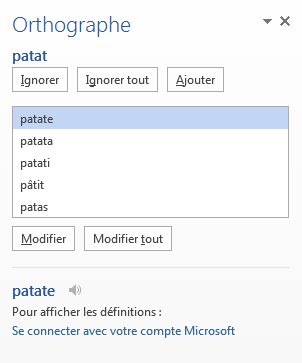 Orthographe
patat
Ignorer Ignorer tout Ajouter
patate
patata
patati
pâtit
patas
Modifier Modifier tout
patate
Pour afficher les définitions :
Se connecter avec votre compte Microsoft